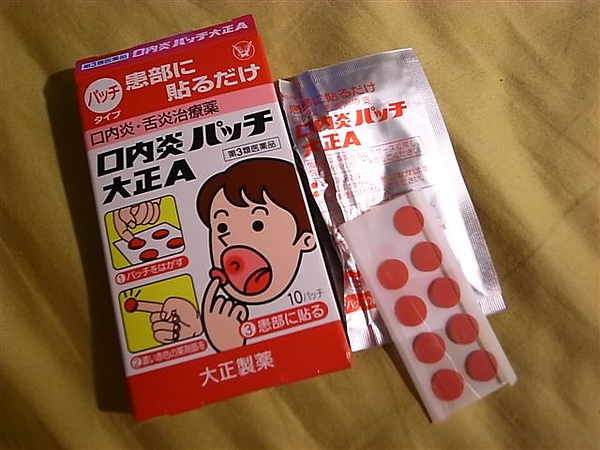 第3類医薬品 口内炎パッチ大正A
パッチ
タイプ
患部に
貼るだけ
口内炎・舌炎治療薬
口内炎パッチ
大正A
第3類医薬品
①パッチをはがす
②濃い赤色の薬剤面を
10パッチ
③患部に貼る
大正製薬
患部に貼るだけ
口内炎パッチ
大正A